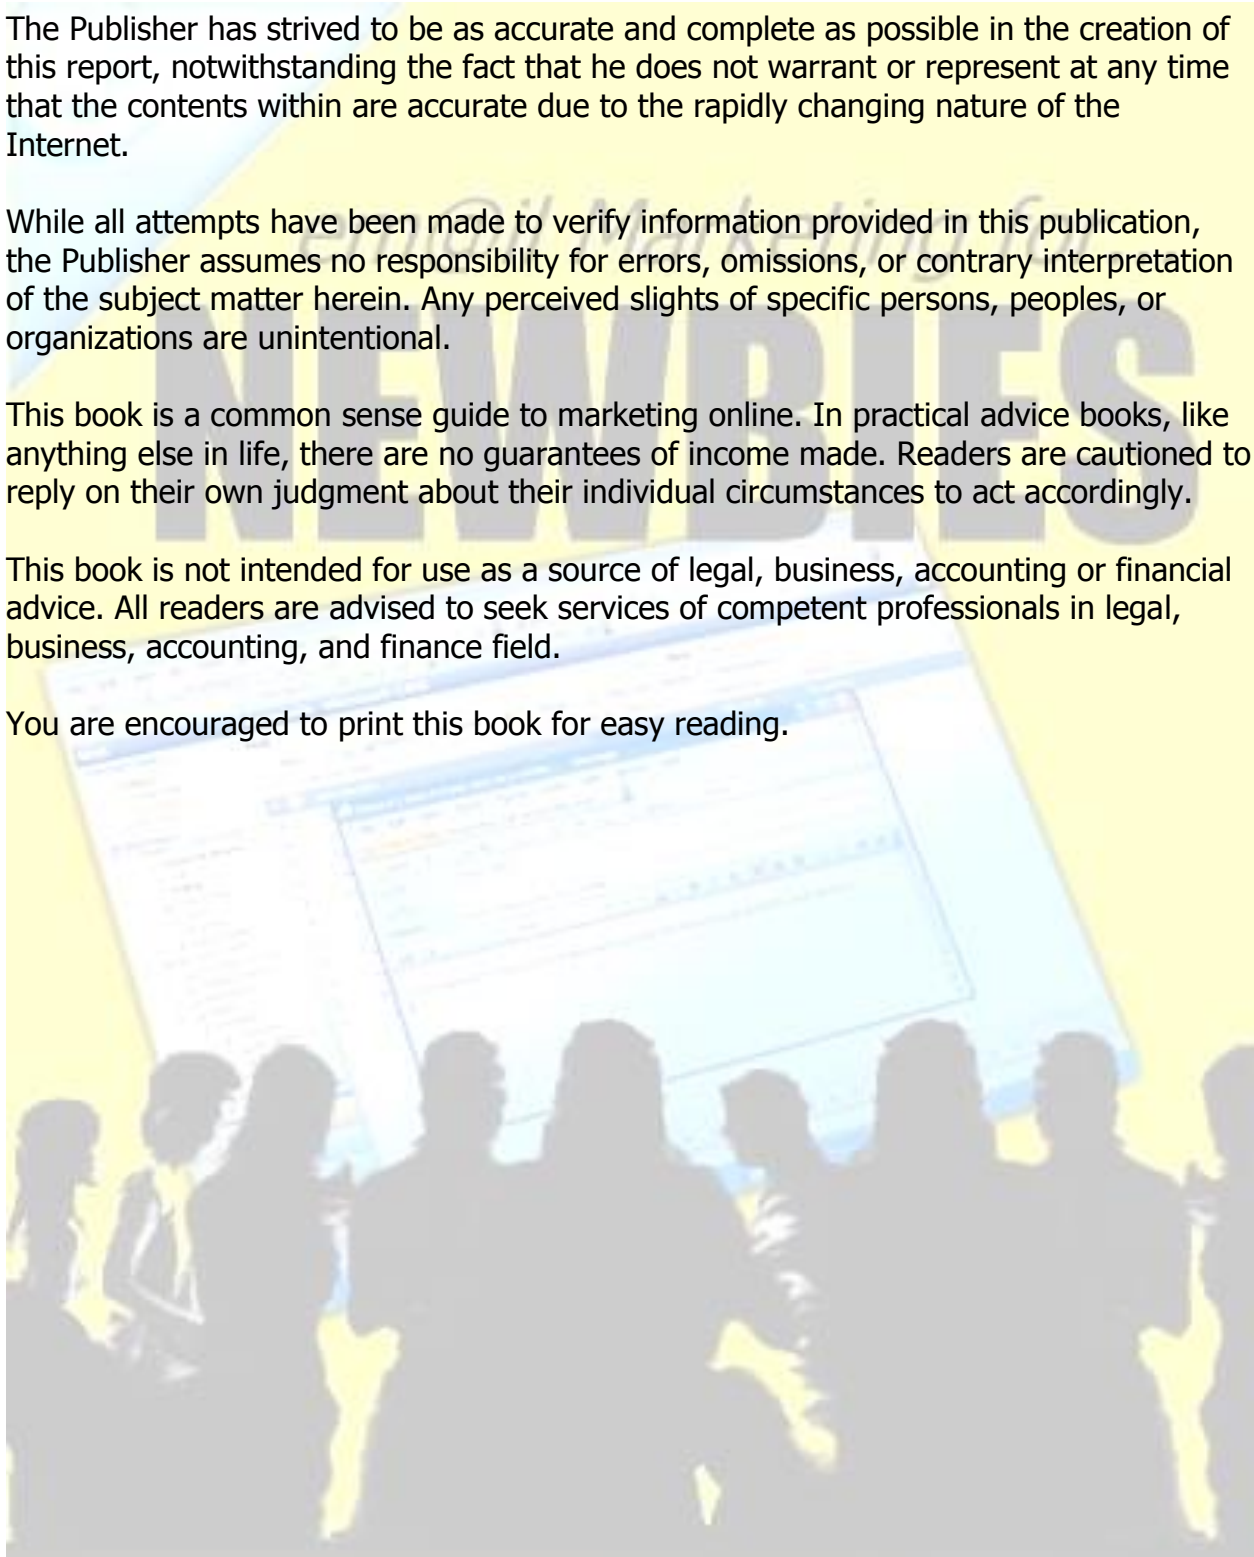 The Publisher has strived to be as accurate and complete as possible in the creation of
this report, notwithstanding the fact that he does not warrant or represent at any time
that the contents within are accurate due to the rapidly changing nature of the
Internet.
em@il Marketing for...
While all attempts have been made to verify information provided in this publication,
the Publisher assumes no responsibility for errors, omissions, or contrary interpretation
of the subject matter herein. Any perceived slights of specific persons, peoples, or
organizations are unintentional.
NEWBIES
This book is a common sense guide to marketing online. In practical advice books, like
anything else in life, there are no guarantees of income made. Readers are cautioned to
reply on their own judgment about their individual circumstances to act accordingly.
This book is not intended for use as a source of legal, business, accounting or financial
advice. All readers are advised to seek services of competent professionals in legal,
business, accounting, and finance field.
You are encouraged to print this book for easy reading.